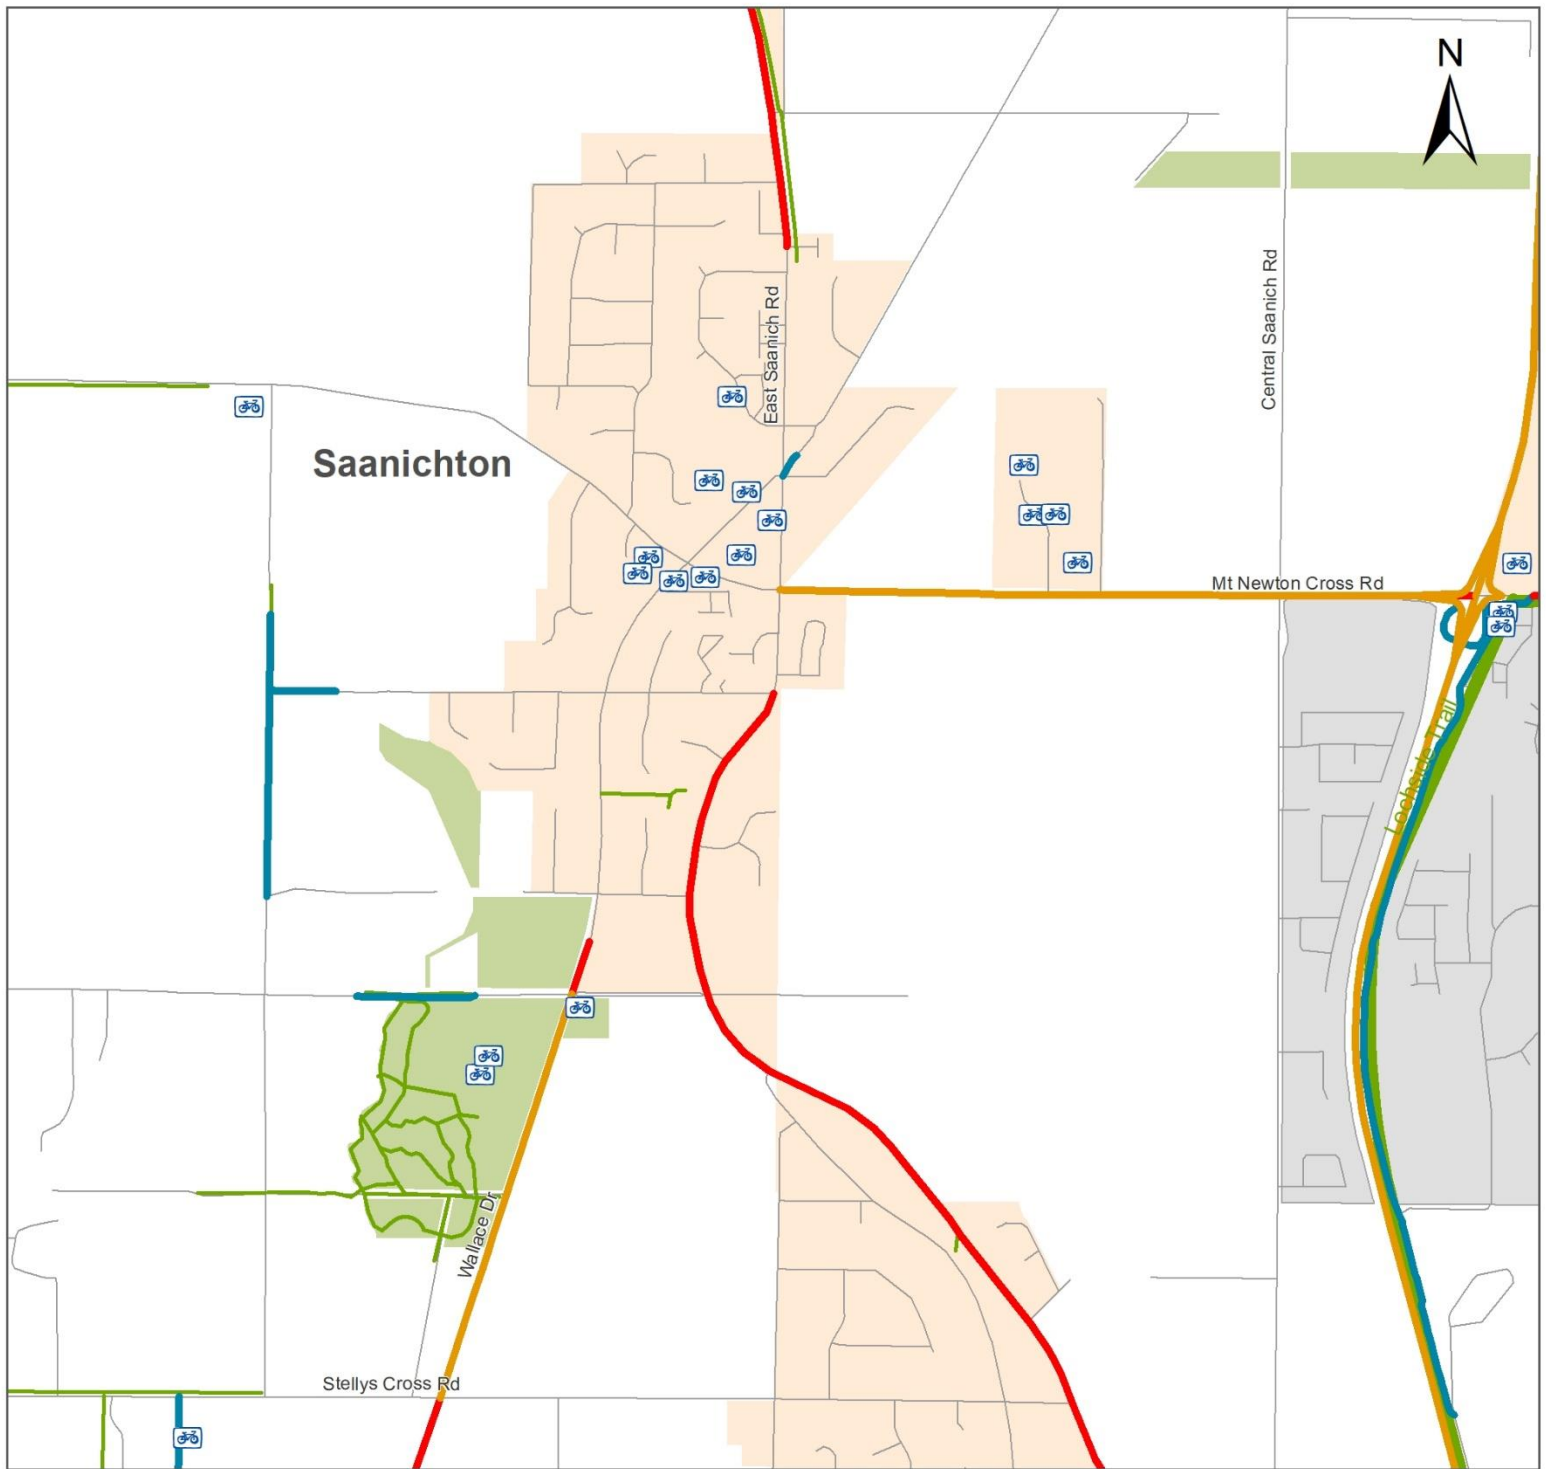 N
East Saanich Rd
Central Saanich Rd
Saanichton
Mt Newton Cross Rd
Lochside Trail
Wallace Dr
Stellys Cross Rd